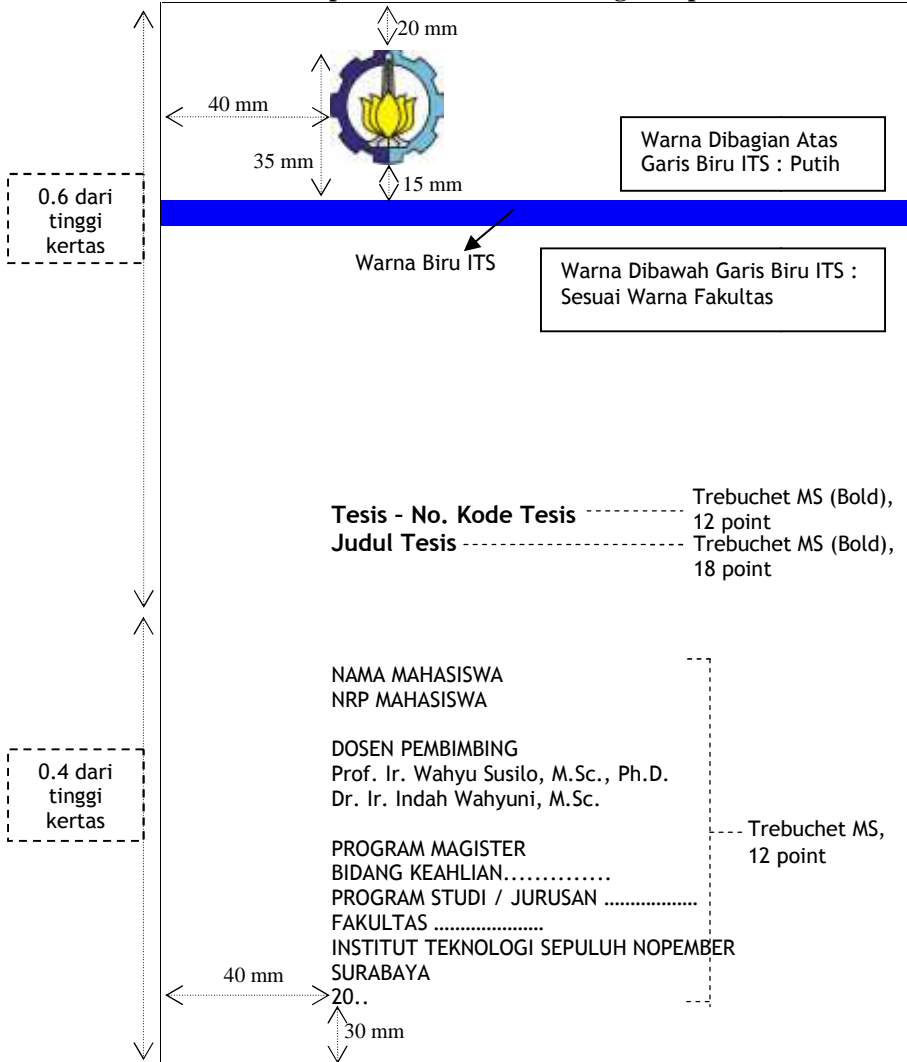 20 mm
40 mm
35 mm
15 mm
Warna Dibagian Atas
Garis Biru ITS : Putih
0.6 dari
tinggi
kertas
Warna Biru ITS
Warna Dibawah Garis Biru ITS :
Sesuai Warna Fakultas
Tesis – No. Kode Tesis
Trebuchet MS (Bold),
12 point
Judul Tesis
Trebuchet MS (Bold),
18 point
NAMA MAHASISWA
NRP MAHASISWA
DOSEN PEMBIMBING
Prof. Ir. Wahyu Susilo, M.Sc., Ph.D.
Dr. Ir. Indah Wahyuni, M.Sc.
0.4 dari
tinggi
kertas
Trebuchet MS,
12 point
PROGRAM MAGISTER
BIDANG KEAHLIAN..............
PROGRAM STUDI / JURUSAN ..................
FAKULTAS .....................
INSTITUT TEKNOLOGI SEPULUH NOPEMBER
SURABAYA
20..
40 mm
30 mm